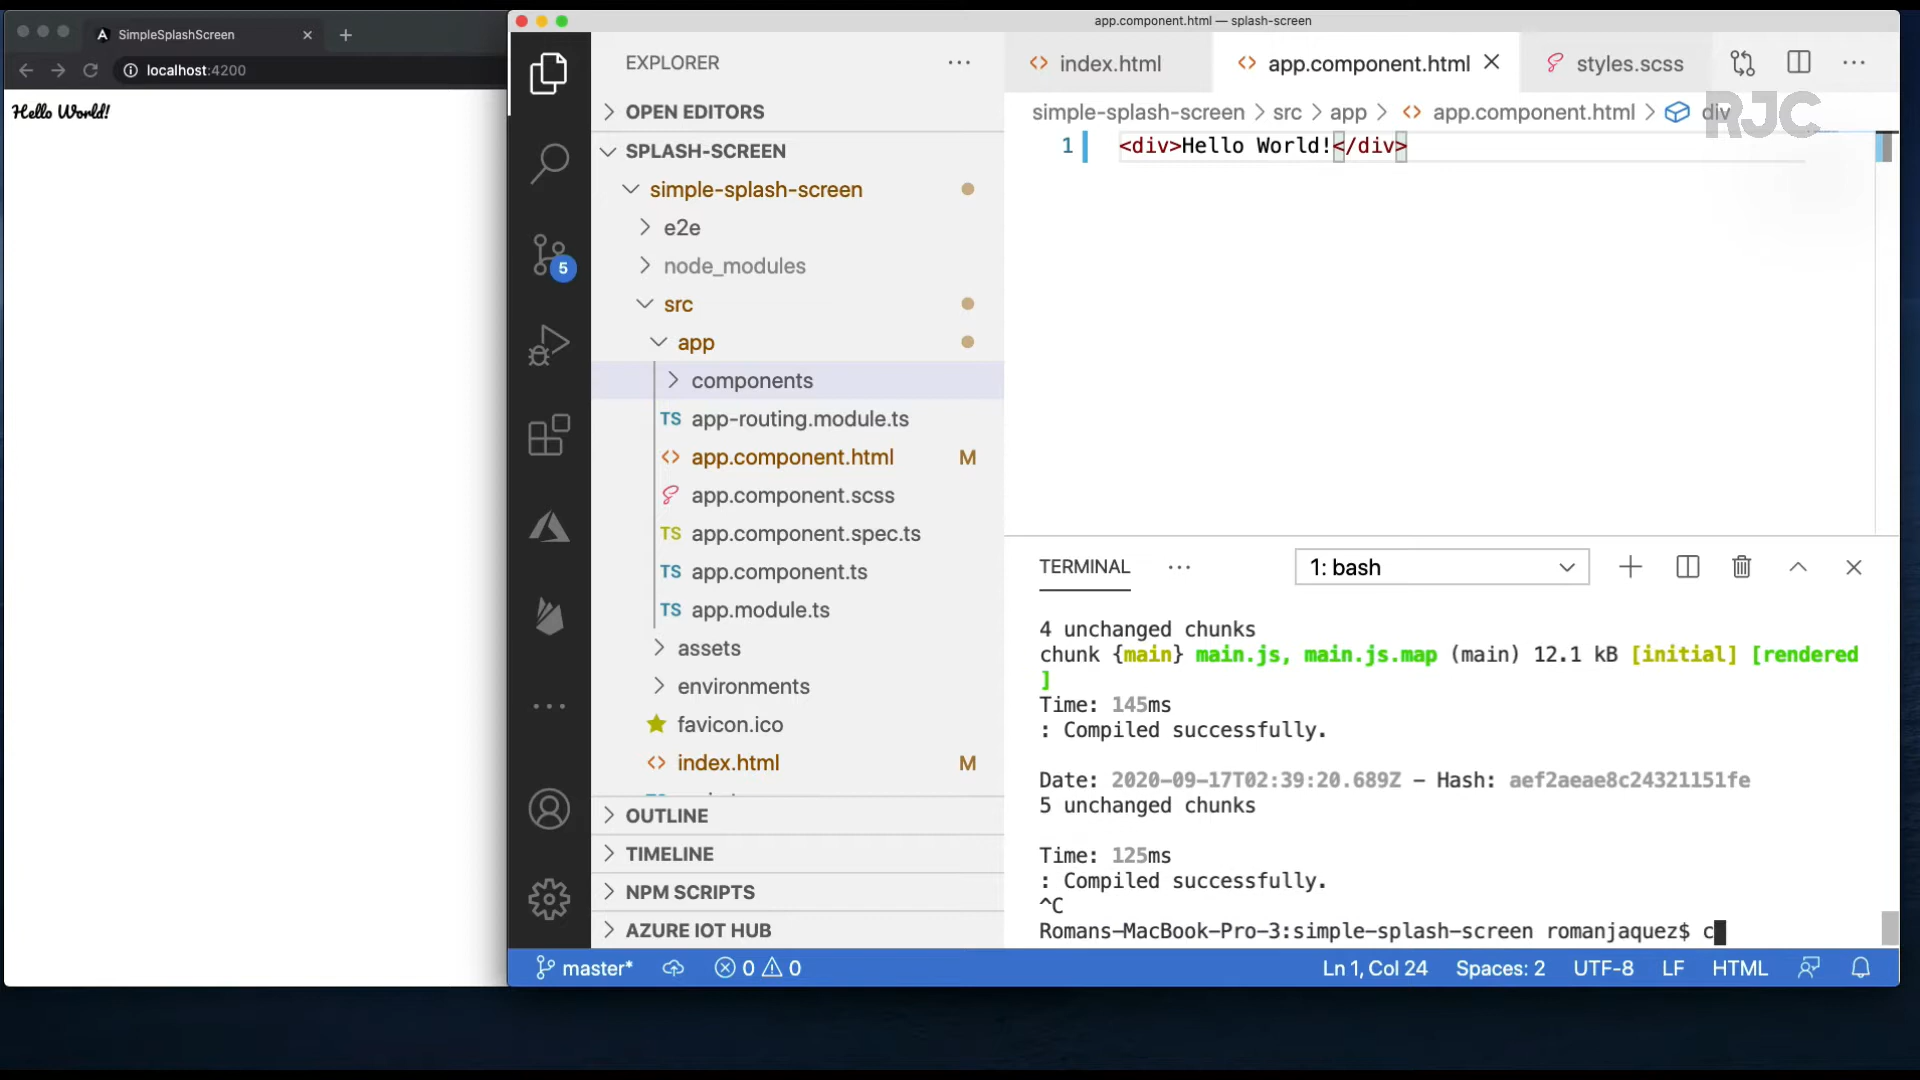 SimpleSplashScreen
localhost:4200
Hello World!
app.component.html — splash-screen
EXPLORER
OPEN EDITORS
SPLASH-SCREEN
simple-splash-screen
e2e
node_modules
src
app
components
TS app-routing.module.ts
app.component.html M
app.component.scss
TS app.component.spec.ts
TS app.component.ts
TS app.module.ts
assets
environments
favicon.ico
index.html M
OUTLINE
TIMELINE
NPM SCRIPTS
AZURE IOT HUB
5
index.html
app.component.html
styles.scss
simple-splash-screen > src > app > app.component.html > div
RJC
1 <div>Hello World!</div>
TERMINAL
1: bash
4 unchanged chunks
chunk {main} main.js, main.js.map (main) 12.1 kB [initial] [rendered
]
Time: 145ms
: Compiled successfully.
Date: 2020-09-17T02:39:20.689Z - Hash: aef2aeae8c24321151fe
5 unchanged chunks
Time: 125ms
: Compiled successfully.
^C
Romans-MacBook-Pro-3:simple-splash-screen romanjaquez$ c
master* 0 0 Ln 1, Col 24 Spaces: 2 UTF-8 LF HTML